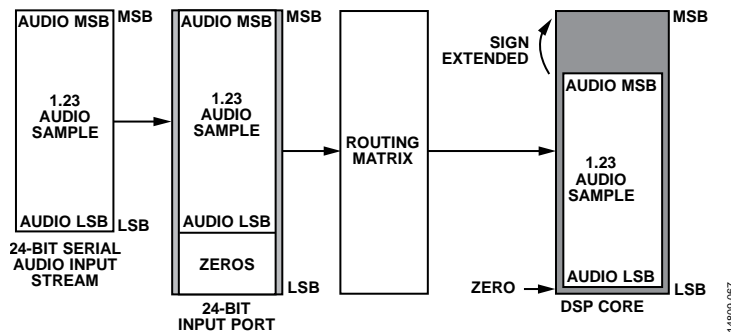 AUDIO MSB
MSB
1.23
AUDIO
SAMPLE
AUDIO LSB
LSB
24-BIT SERIAL
AUDIO INPUT
STREAM
AUDIO MSB
1.23
AUDIO
SAMPLE
AUDIO LSB
ZEROS
MSB
LSB
24-BIT
INPUT PORT
ROUTING
MATRIX
SIGN
EXTENDED
MSB
AUDIO MSB
1.23
AUDIO
SAMPLE
AUDIO LSB
ZERO
LSB
DSP CORE
14809-067